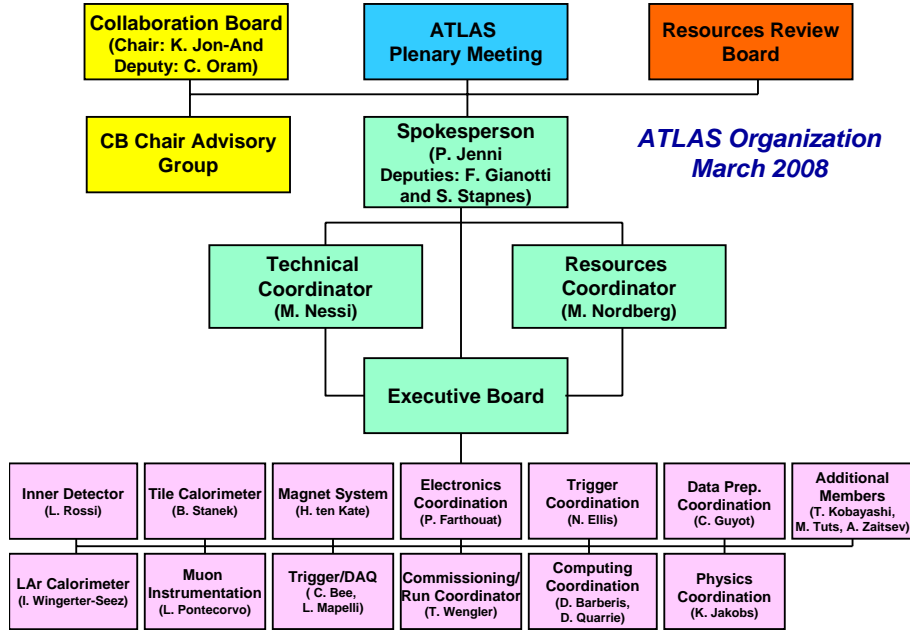 Collaboration Board
(Chair: K. Jon-And
Deputy: C. Oram)
ATLAS
Plenary Meeting
Resources Review
Board
CB Chair Advisory
Group
Spokesperson
(P. Jenni
Deputies: F. Gianotti
and S. Stapnes)
ATLAS Organization
March 2008
Technical
Coordinator
(M. Nessi)
Resources
Coordinator
(M. Nordberg)
Executive Board
Inner Detector
(L. Rossi)
Tile Calorimeter
(B. Stanek)
Magnet System
(H. ten Kate)
Electronics
Coordination
(P. Farthouat)
Trigger
Coordination
(N. Ellis)
Data Prep.
Coordination
(C. Guyot)
Additional
Members
(T. Kobayashi,
M. Tuts, A. Zaitsev)
LAr Calorimeter
(I. Wingerter-Seez)
Muon
Instrumentation
(L. Pontecorvo)
Trigger/DAQ
( C. Bee,
L. Mapelli)
Commissioning/
Run Coordinator
(T. Wengler)
Computing
Coordination
(D. Barberis,
D. Quarrie)
Physics
Coordination
(K. Jakobs)